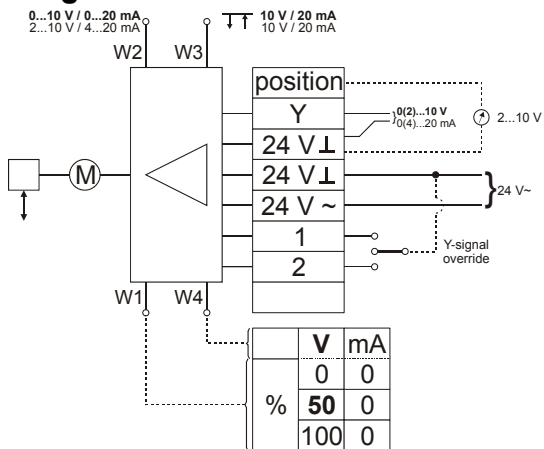 0...10 V / 0...20 mA
2...10 V / 4...20 mA
10 V / 20 mA
10 V / 20 mA
W2
W3
position
Y
0(2)...10 V
0(4)...20 mA
2...10 V
24 V ⊥
M
24 V ⊥
24 V ~
24 V~
1
2
Y-signal
override
W1
W4
V mA
0 0
% 50 0
100 0